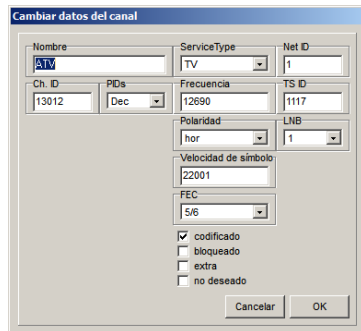 Cambiar datos del canal
Nombre ServiceType Net ID
ATV TV 1
Ch. ID PIDs Frecuencia TS ID
13012 Dec 12690 1117
Polaridad LNB
hor 1
Velocidad de símbolo
22001
FEC
5/6
codificado
bloqueado
extra
no deseado
Cancelar OK